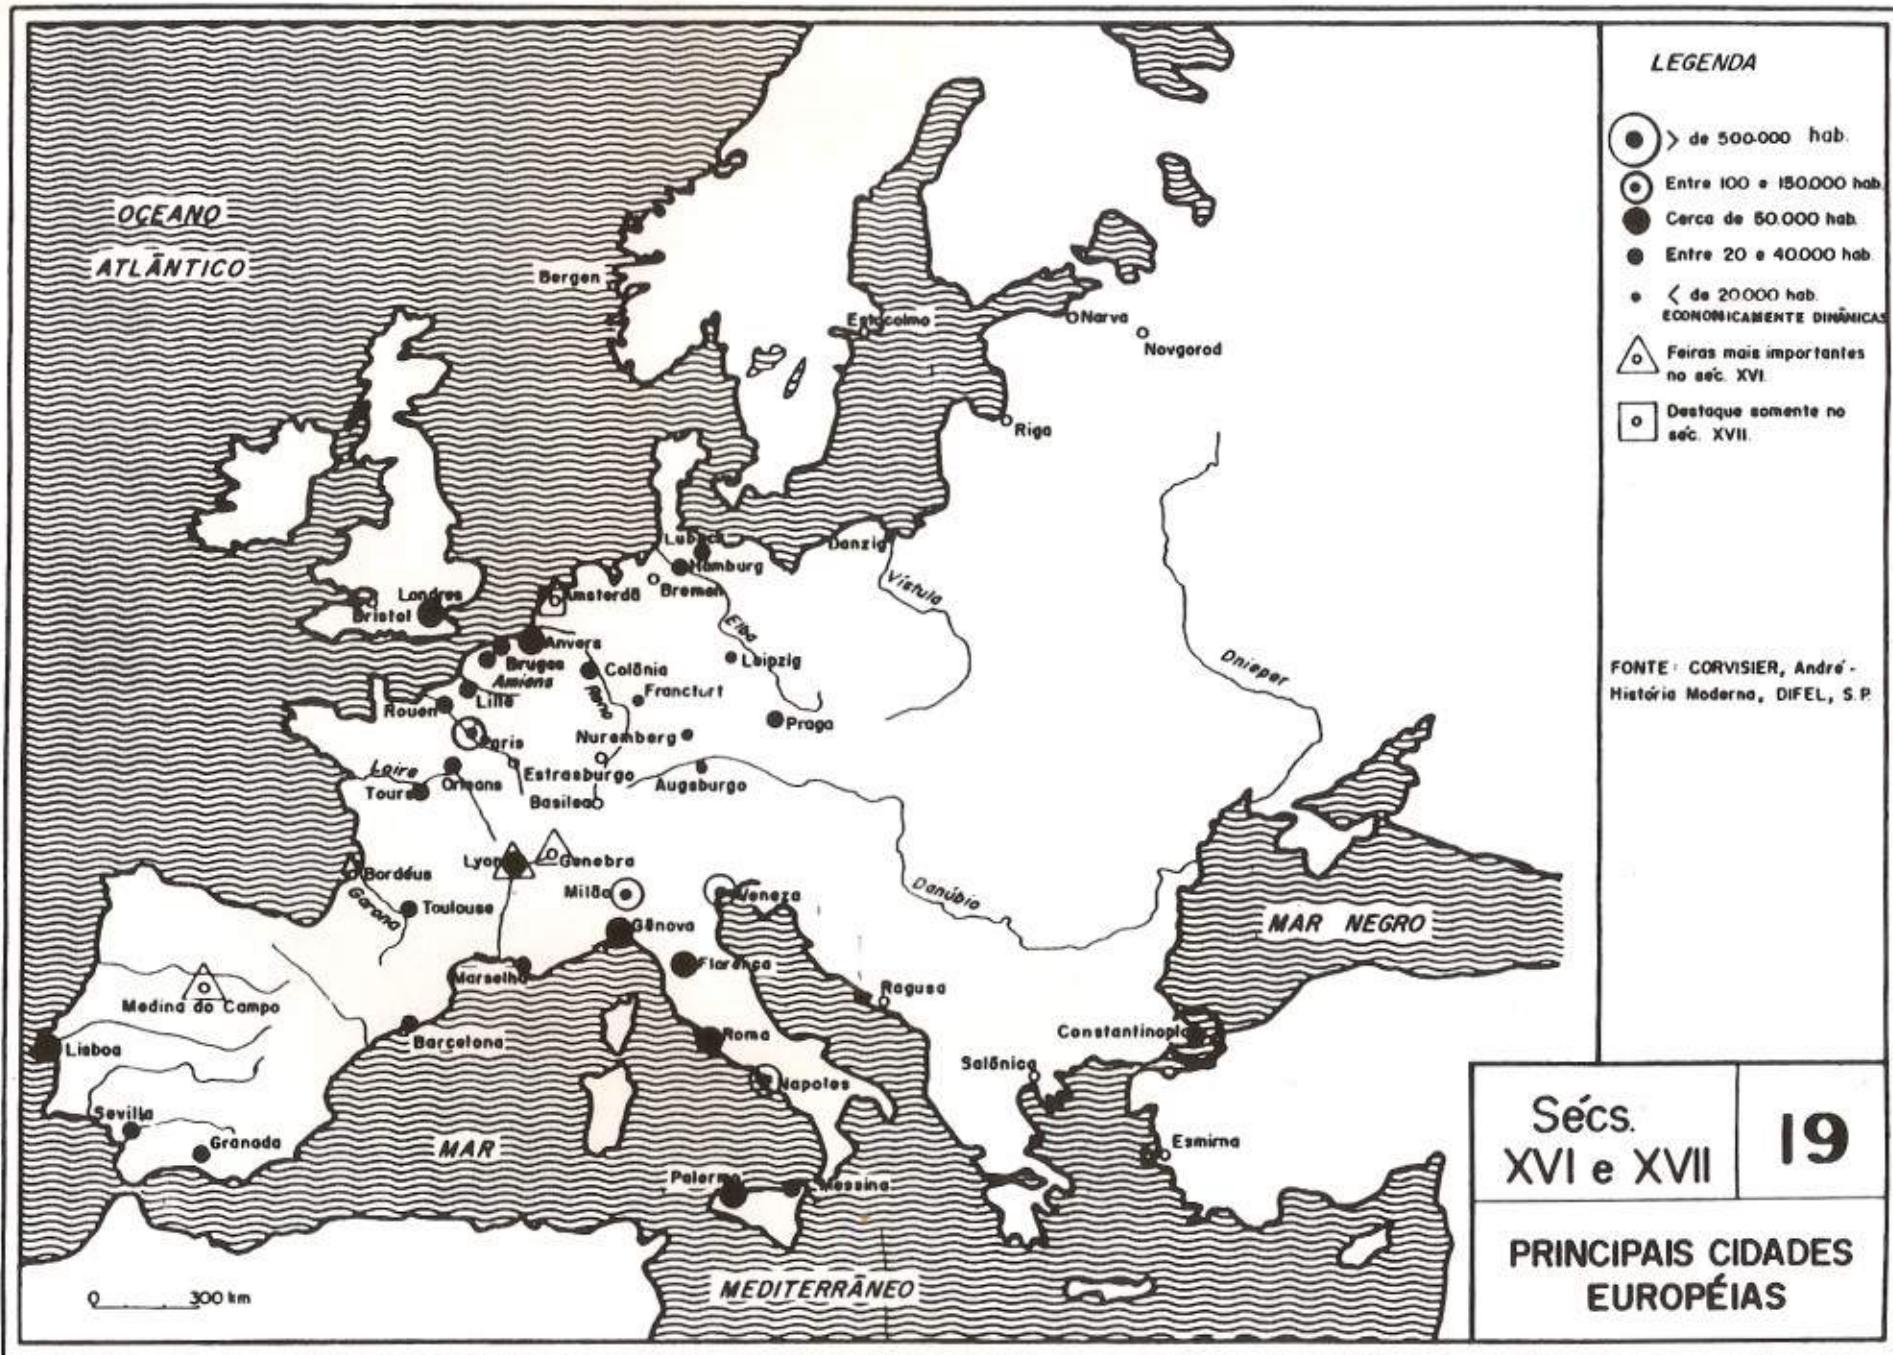 OCEANO
ATLÂNTICO
Bergen
Estocolmo
Narva
Novgorod
Riga
Lubeck
Hamburg
Danzig
Bremen
Amsterdã
Londres
Bristol
Vístula
Elba
Anvers
Bruges
Colônia
Leipzig
Amiens
Reno
Francfurt
Lille
Rouen
Dnieper
Praga
Paris
Nuremberg
Loire
Estrasburgo
Orleans
Tours
Augsburgo
Basilea
Lyon
Genebra
Bordéus
Milão
Veneza
Danúbio
Garona
Toulouse
Gênova
MAR NEGRO
Florença
Marselha
Medina do Campo
Ragusa
Barcelona
Roma
Constantinopla
Lisboa
Salônica
Napoles
Sevilla
Granada
MAR
Esmirna
Palermo
Messina
MEDITERRÂNEO
0 300 km
LEGENDA
> de 500.000 hab.
Entre 100 e 150.000 hab.
Cerca de 50.000 hab.
Entre 20 e 40.000 hab.
< de 20.000 hab.
ECONOMICAMENTE DINÂMICAS
Feiras mais importantes
no séc. XVI.
Destaque somente no
séc. XVII.
FONTE: CORVISIER, André -
História Moderna, DIFEL, S.P.
Sécs.
XVI e XVII
19
PRINCIPAIS CIDADES
EUROPÉIAS